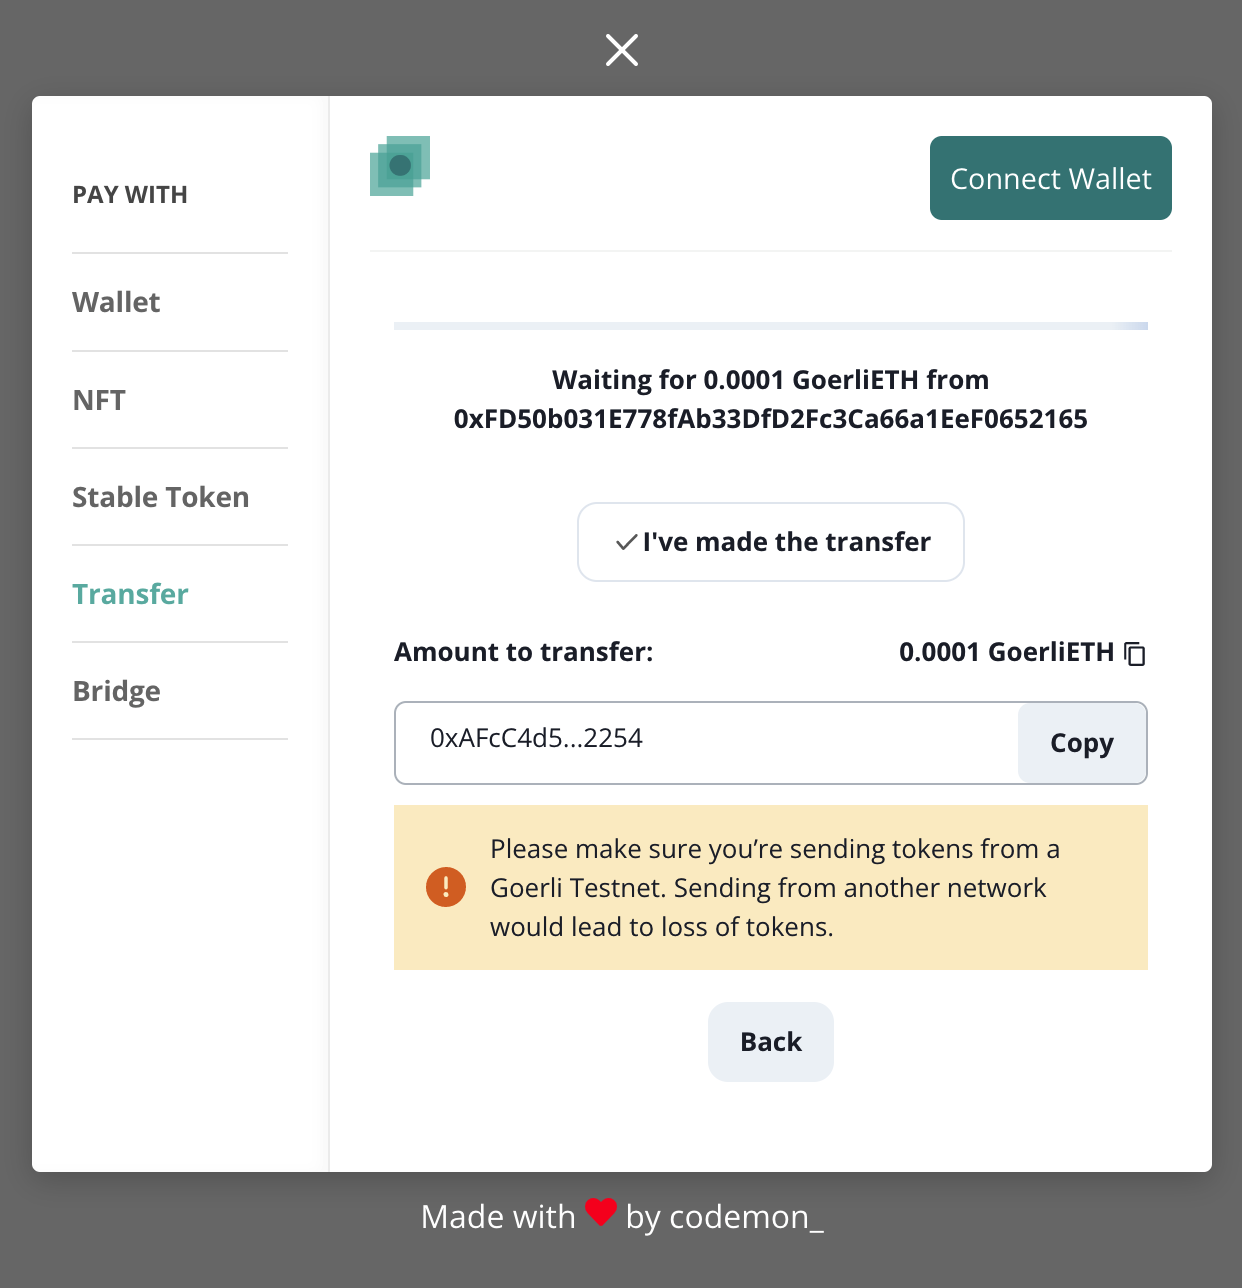 PAY WITH
Wallet
NFT
Stable Token
Transfer
Bridge
Connect Wallet
Waiting for 0.0001 GoerliETH from
0xFD50b031E778fAb33DfD2Fc3Ca66a1EeF0652165
I've made the transfer
Amount to transfer: 0.0001 GoerliETH
0xAFcC4d5...2254 Copy
Please make sure you’re sending tokens from a
Goerli Testnet. Sending from another network
would lead to loss of tokens.
Back
Made with ❤ by codemon_